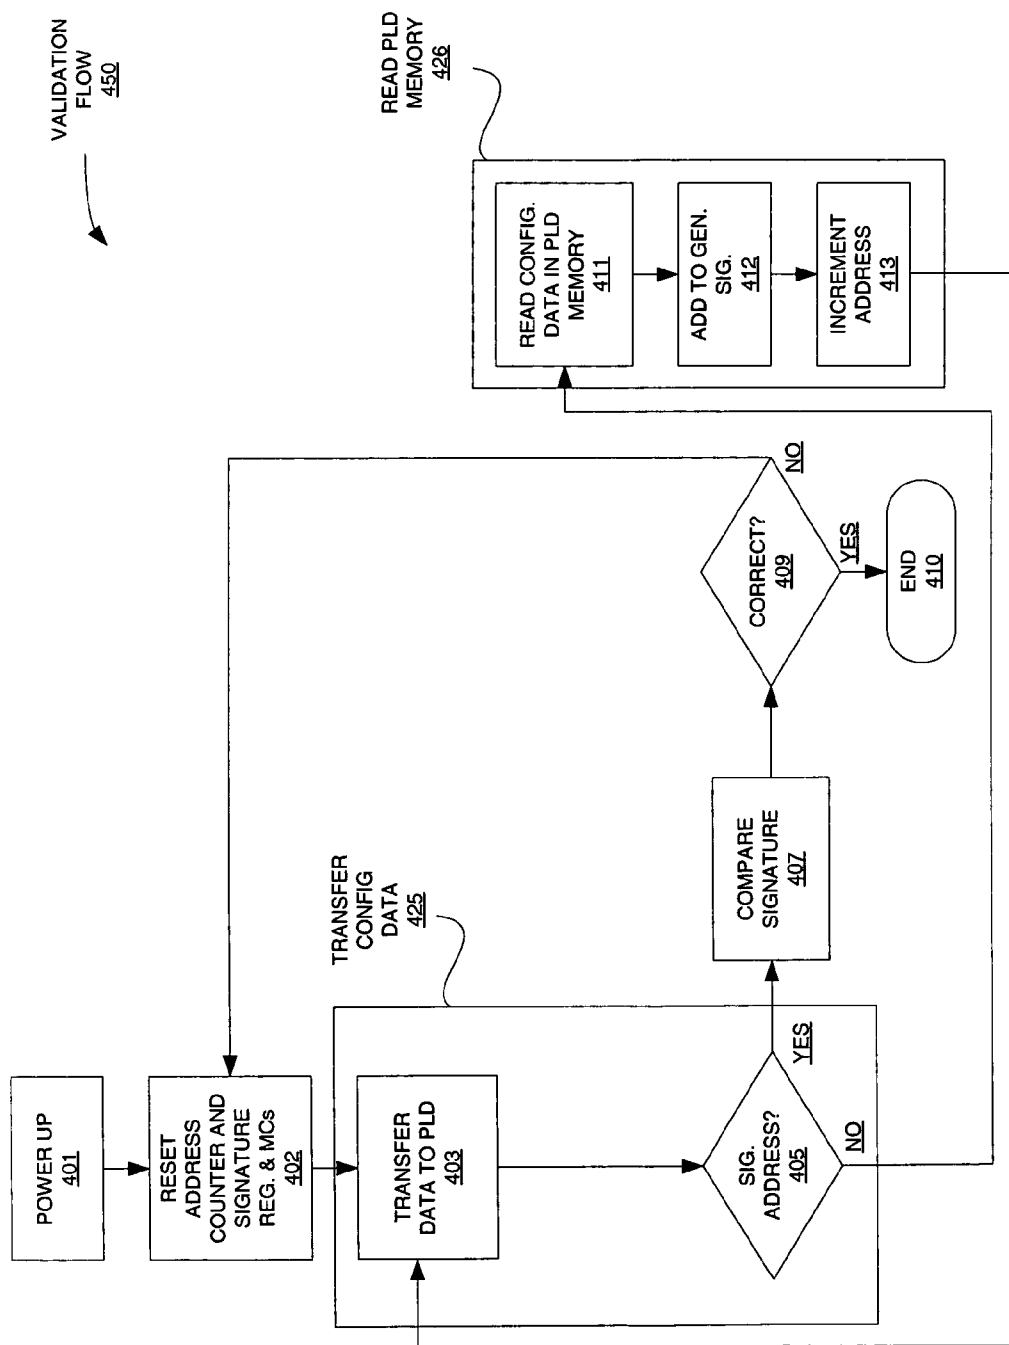 VALIDATION
FLOW
450
POWER UP
401
RESET
ADDRESS
COUNTER AND
SIGNATURE
REG. & MCs
402
TRANSFER
CONFIG
DATA
425
TRANSFER
DATA TO PLD
403
SIG.
ADDRESS?
405
YES
NO
COMPARE
SIGNATURE
407
CORRECT?
409
NO
YES
END
410
READ PLD
MEMORY
426
READ CONFIG.
DATA IN PLD
MEMORY
411
ADD TO GEN.
SIG.
412
INCREMENT
ADDRESS
413